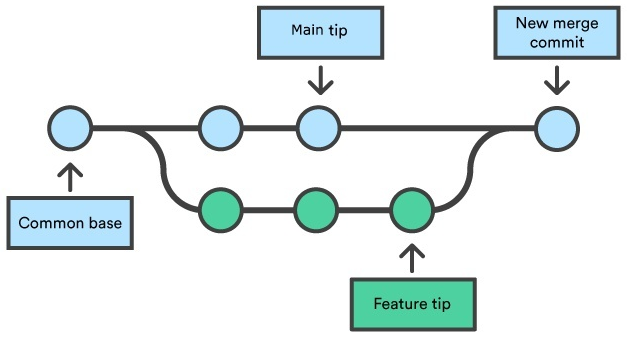 Main tip
New merge
commit
Common base
Feature tip